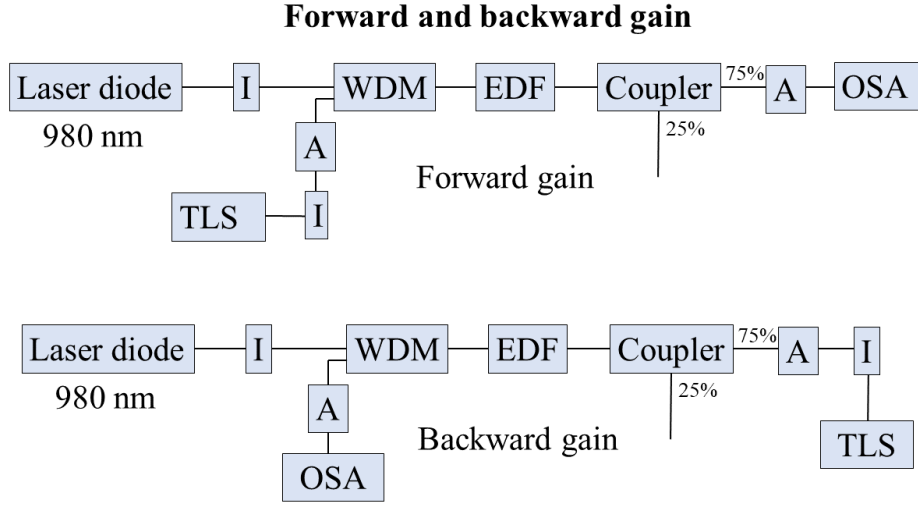 Forward and backward gain
Laser diode I WDM EDF Coupler 75% A OSA
980 nm
25%
A
Forward gain
TLS I
Laser diode I WDM EDF Coupler 75% A I
980 nm
25%
A
Backward gain
TLS
OSA